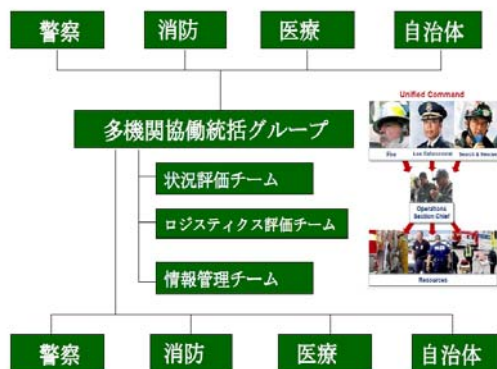 警察
消防
医療
自治体
多機関協働統括グループ
状況評価チーム
ロジスティクス評価チーム
情報管理チーム
Unified Command
Fire
Law Enforcement
Search & Rescue
Operations
Section Chief
Resources
警察
消防
医療
自治体